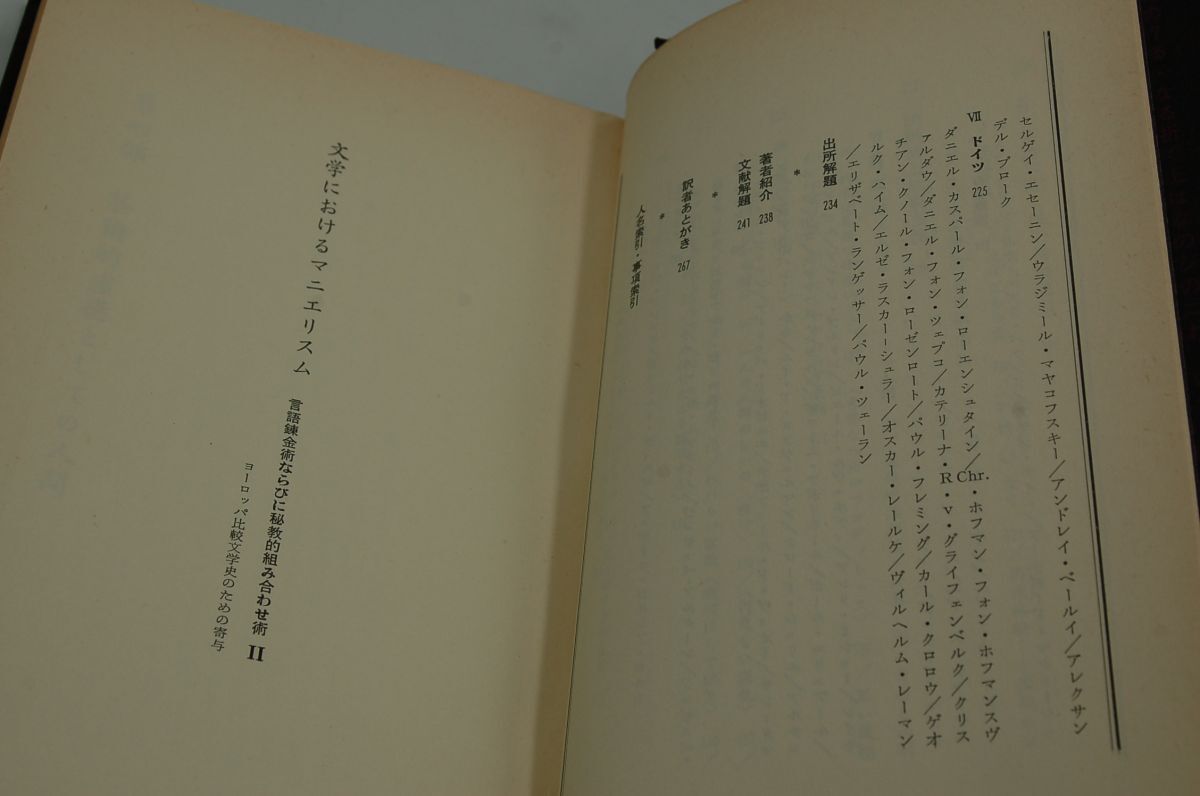 セルゲイ・エセーニン/ウラジミール・マヤコフスキー/アンドレイ・ベールイ/アレクサン
デル・ブローク
Ⅶ ドイツ 225
ダニエル・カスパール・フォン・ローエンシュタイン/Chr.・ホフマン・フォン・ホフマンスヴ
ァルダウ/ダニエル・フォン・ツェプコ/カテリーナ・R・v・グライフェンベルク/クリス
チアン・クノール・フォン・ローゼンロート/パウル・フレミング/カール・クロロウ/ゲオ
ルク・ハイム/エルゼ・ラスカー=シュラー/オスカー・レールケ/ヴィルヘルム・レーマン
/エリザベート・ランゲッサー/パウル・ツェーラン
出所解題 234
*
著者紹介 238
文献解題 241
*
訳者あとがき 267
*
人名索引・事項索引
文学におけるマニエリスム
言語錬金術ならびに秘教的組み合わせ術 II
ヨーロッパ比較文学史のための寄与